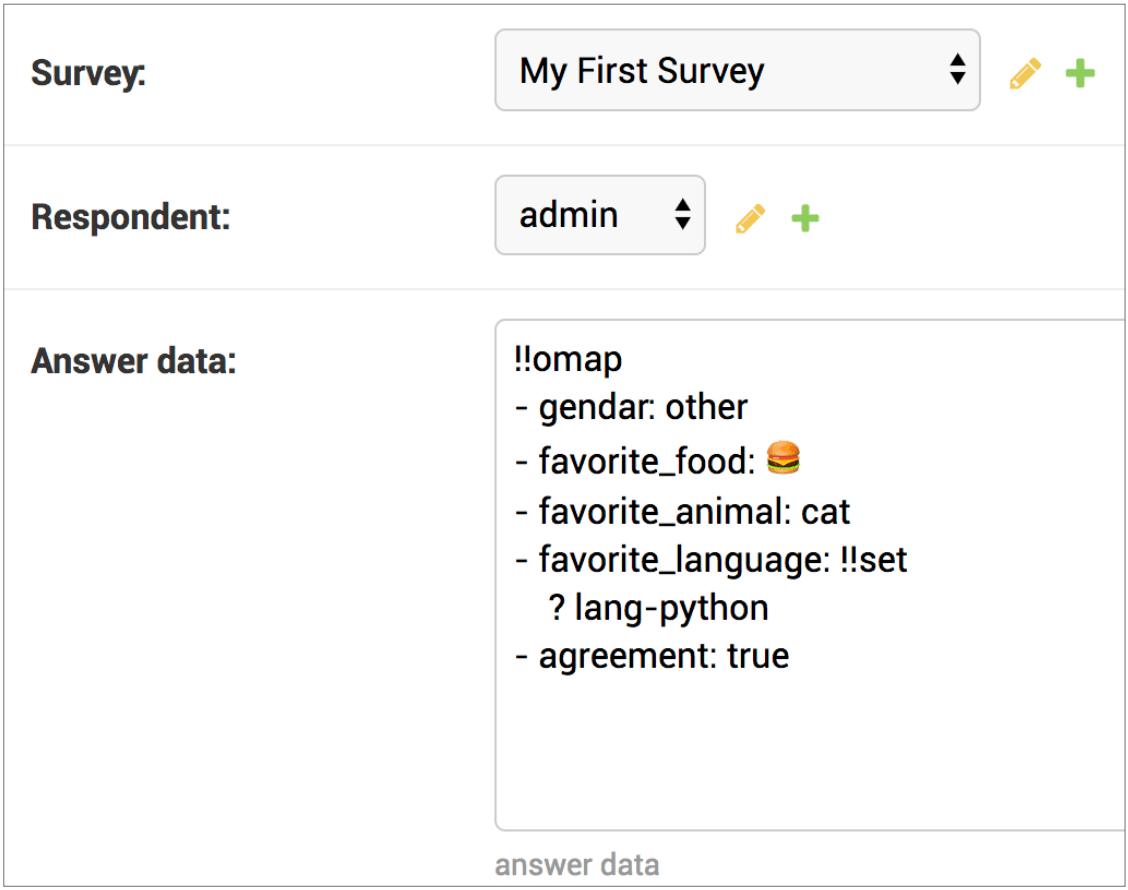 Survey: My First Survey
Respondent: admin
Answer data:
!!omap
- gendar: other
- favorite_food: 🍔
- favorite_animal: cat
- favorite_language: !!set
? lang-python
- agreement: true
answer data